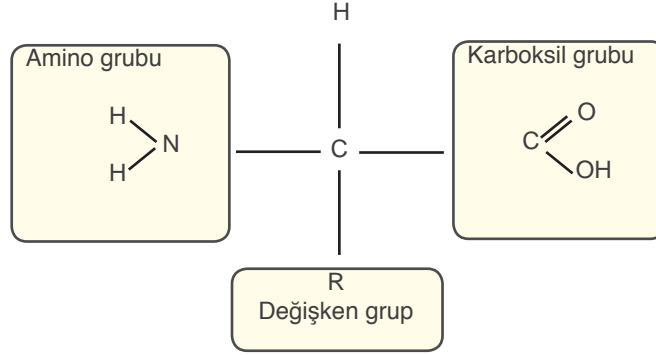 H
Amino grubu
Karboksil grubu
H
H
N
C
C
O
OH
R
Değişken grup